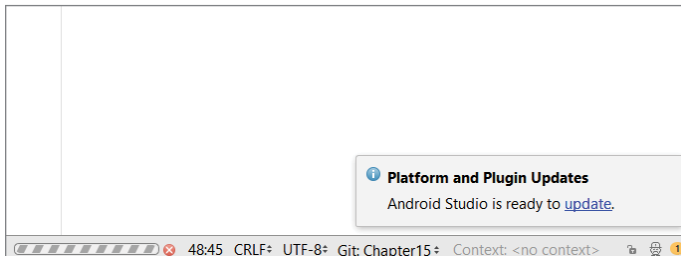 Platform and Plugin Updates
Android Studio is ready to update.
48:45 CRLF UTF-8 Git: Chapter15 Context: <no context> 1